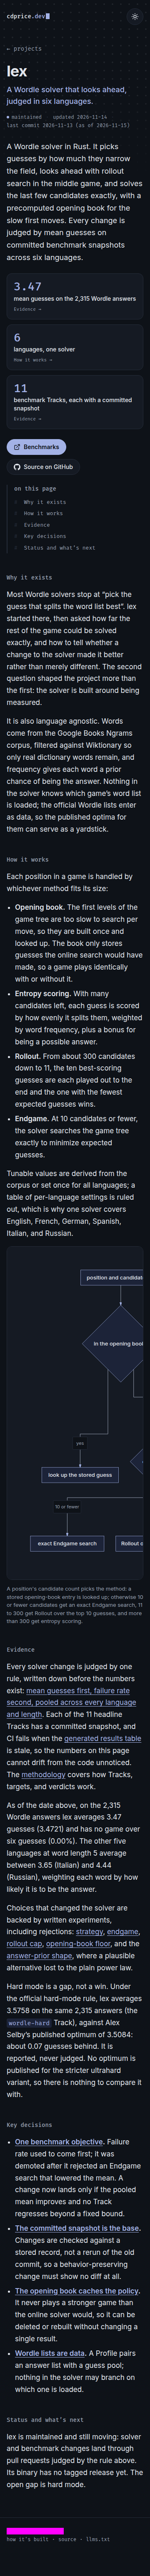 cdprice.dev
← projects
lex
A Wordle solver that looks ahead,
judged in six languages.
maintained updated 2026-11-14
last commit 2026-11-13 (as of 2026-11-15)
A Wordle solver in Rust. It picks
guesses by how much they narrow
the field, looks ahead with rollout
search in the middle game, and solves
the last few candidates exactly, with a
precomputed opening book for the
slow first moves. Every change is
judged by mean guesses on
committed benchmark snapshots
across six languages.
3.47
mean guesses on the 2,315 Wordle answers
Evidence →
6
languages, one solver
How it works →
11
benchmark Tracks, each with a committed
snapshot
Evidence →
Benchmarks
Source on GitHub
on this page
Why it exists
How it works
Evidence
Key decisions
Status and what's next
Why it exists
Most Wordle solvers stop at “pick the
guess that splits the word list best”. lex
started there, then asked how far the
rest of the game could be solved
exactly, and how to tell whether a
change to the solver made it better
rather than merely different. The second
question shaped the project more than
the first: the solver is built around being
measured.
It is also language agnostic. Words
come from the Google Books Ngrams
corpus, filtered against Wiktionary so
only real dictionary words remain, and
frequency gives each word a prior
chance of being the answer. Nothing in
the solver knows which game’s word list
is loaded; the official Wordle lists enter
as data, so the published optima for
them can serve as a yardstick.
How it works
Each position in a game is handled by
whichever method fits its size:
• Opening book. The first levels of the
game tree are too slow to search per
move, so they are built once and
looked up. The book only stores
guesses the online search would have
made, so a game plays identically
with or without it.
• Entropy scoring. With many
candidates left, each guess is scored
by how evenly it splits them, weighted
by word frequency, plus a bonus for
being a possible answer.
• Rollout. From about 300 candidates
down to 11, the ten best-scoring
guesses are each played out to the
end and the one with the fewest
expected guesses wins.
• Endgame. At 10 candidates or fewer,
the solver searches the game tree
exactly to minimize expected
guesses.
Tunable values are derived from the
corpus or set once for all languages; a
table of per-language settings is ruled
out, which is why one solver covers
English, French, German, Spanish,
Italian, and Russian.
position and candidate
in the opening boo
yes
look up the stored guess
10 or fewer
exact Endgame search
Rollout o
A position's candidate count picks the method: a
stored opening-book entry is looked up; otherwise 10
or fewer candidates get an exact Endgame search, 11
to 300 get Rollout over the top 10 guesses, and more
than 300 get entropy scoring.
Evidence
Every solver change is judged by one
rule, written down before the numbers
exist: mean guesses first, failure rate
second, pooled across every language
and length. Each of the 11 headline
Tracks has a committed snapshot, and
CI fails when the generated results table
is stale, so the numbers on this page
cannot drift from the code unnoticed.
The methodology covers how Tracks,
targets, and verdicts work.
As of the date above, on the 2,315
Wordle answers lex averages 3.47
guesses (3.4721) and has no game over
six guesses (0.00%). The other five
languages at word length 5 average
between 3.65 (Italian) and 4.44
(Russian), weighting each word by how
likely it is to be the answer.
Choices that changed the solver are
backed by written experiments,
including rejections: strategy, endgame,
rollout cap, opening-book floor, and the
answer-prior shape, where a plausible
alternative lost to the plain power law.
Hard mode is a gap, not a win. Under
the official hard-mode rule, lex averages
3.5758 on the same 2,315 answers (the
wordle-hard Track), against Alex
Selby’s published optimum of 3.5084:
about 0.07 guesses behind. It is
reported, never judged. No optimum is
published for the stricter ultrahard
variant, so there is nothing to compare it
with.
Key decisions
• One benchmark objective. Failure
rate used to come first; it was
demoted after it rejected an Endgame
search that lowered the mean. A
change now lands only if the pooled
mean improves and no Track
regresses beyond a fixed bound.
• The committed snapshot is the base.
Changes are checked against a
stored record, not a rerun of the old
commit, so a behavior-preserving
change must show no diff at all.
• The opening book caches the policy.
It never plays a stronger game than
the online solver would, so it can be
deleted or rebuilt without changing a
single result.
• Wordle lists are data. A Profile pairs
an answer list with a guess pool;
nothing in the solver may branch on
which one is loaded.
Status and what's next
lex is maintained and still moving: solver
and benchmark changes land through
pull requests judged by the rule above.
Its binary has no tagged release yet. The
open gap is hard mode.
how it's built · source · llms.txt